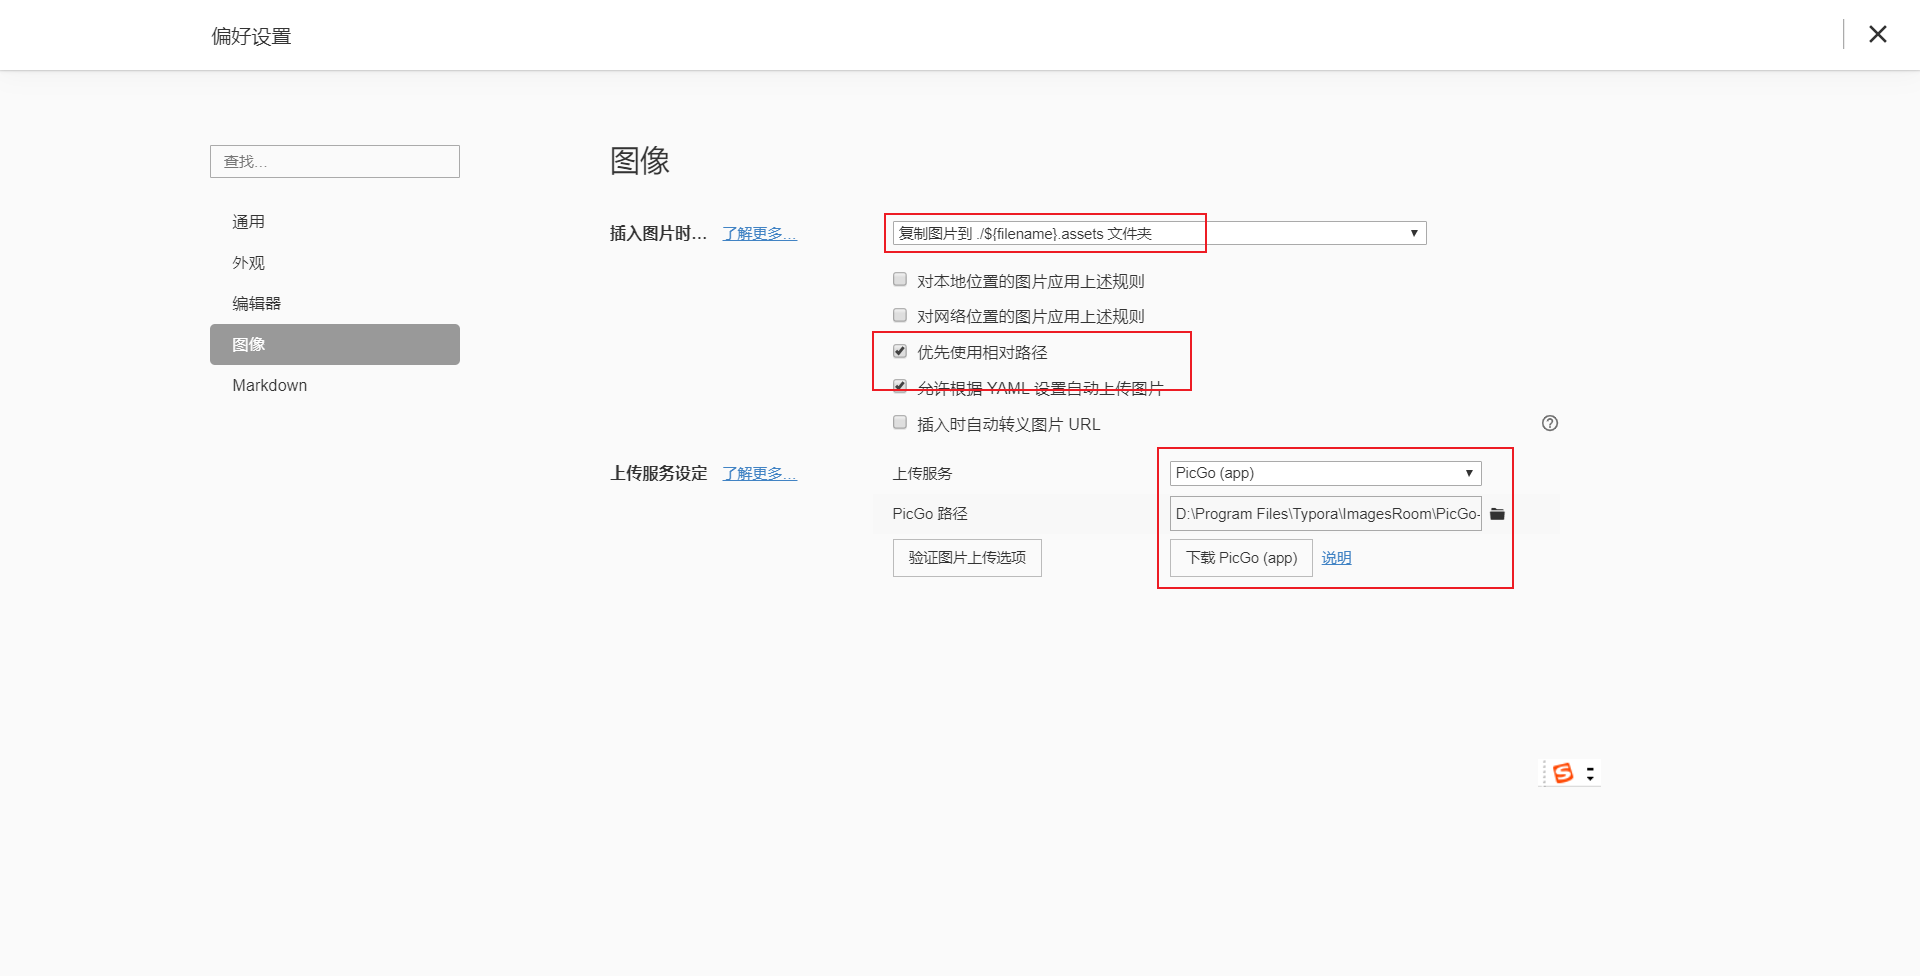 偏好设置
查找...
通用
外观
编辑器
图像
Markdown
图像
插入图片时... 了解更多...
复制图片到 ./${filename}.assets 文件夹
对本地位置的图片应用上述规则
对网络位置的图片应用上述规则
优先使用相对路径
允许根据 YAML 设置自动上传图片
插入时自动转义图片 URL
上传服务设定 了解更多...
上传服务 PicGo (app)
PicGo 路径 D:\Program Files\Typora\ImagesRoom\PicGo-
验证图片上传选项 下载 PicGo (app) 说明